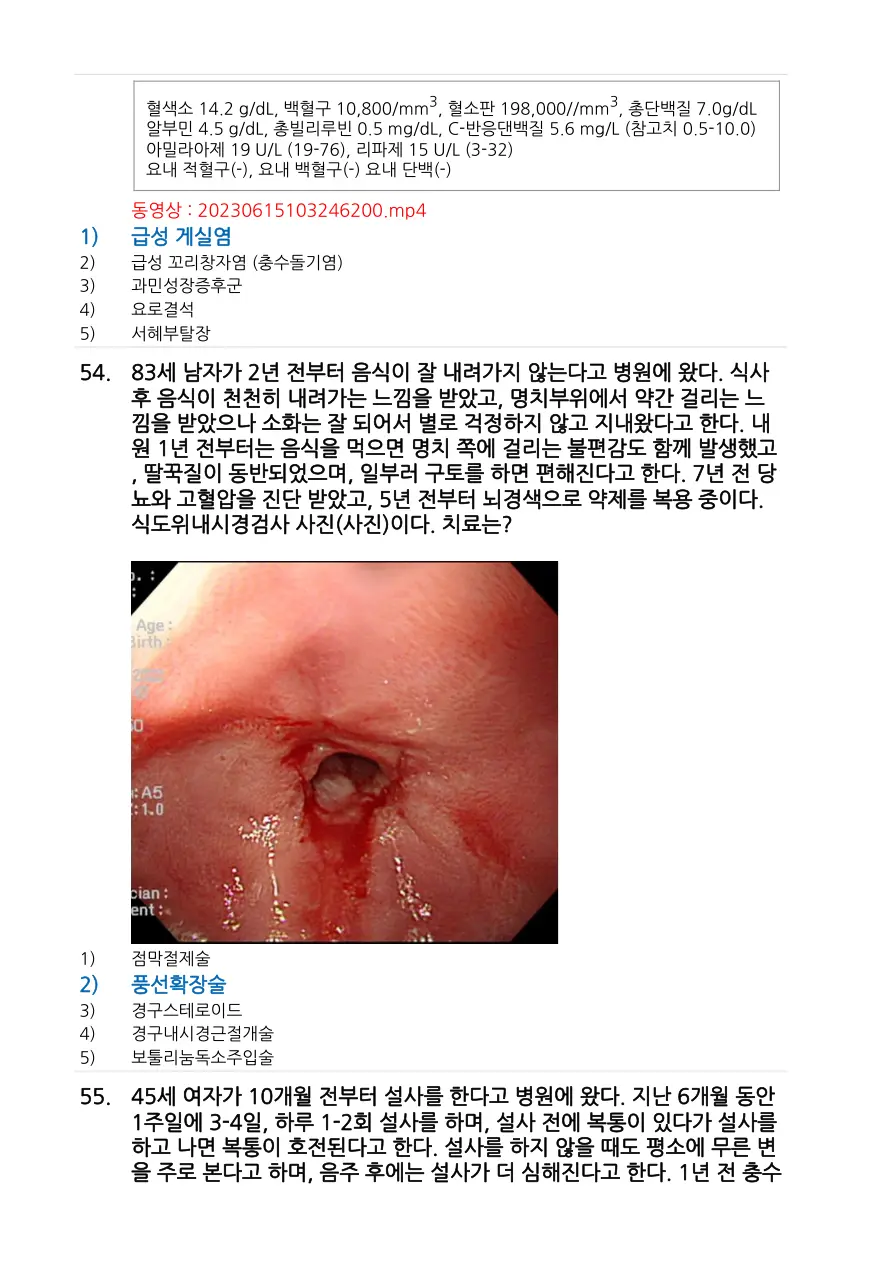 혈색소 14.2 g/dL, 백혈구 10,800/mm3, 혈소판 198,000//mm3, 총단백질 7.0g/dL
알부민 4.5 g/dL, 총빌리루빈 0.5 mg/dL, C-반응댄백질 5.6 mg/L (참고치 0.5-10.0)
아밀라아제 19 U/L (19-76), 리파제 15 U/L (3-32)
요내 적혈구(-), 요내 백혈구(-) 요내 단백(-)
동영상 : 20230615103246200.mp4
1) 급성 게실염
2) 급성 꼬리창자염 (충수돌기염)
3) 과민성장증후군
4) 요로결석
5) 서혜부탈장
54. 83세 남자가 2년 전부터 음식이 잘 내려가지 않는다고 병원에 왔다. 식사
후 음식이 천천히 내려가는 느낌을 받았고, 명치부위에서 약간 걸리는 느
낌을 받았으나 소화는 잘 되어서 별로 걱정하지 않고 지내왔다고 한다. 내
원 1년 전부터는 음식을 먹으면 명치 쪽에 걸리는 불편감도 함께 발생했고
, 딸꾹질이 동반되었으며, 일부러 구토를 하면 편해진다고 한다. 7년 전 당
뇨와 고혈압을 진단 받았고, 5년 전부터 뇌경색으로 약제를 복용 중이다.
식도위내시경검사 사진(사진)이다. 치료는?
Age :
Birth :
:A5
:1.0
cian :
ent :
1) 점막절제술
2) 풍선확장술
3) 경구스테로이드
4) 경구내시경근절개술
5) 보툴리눔독소주입술
55. 45세 여자가 10개월 전부터 설사를 한다고 병원에 왔다. 지난 6개월 동안
1주일에 3-4일, 하루 1-2회 설사를 하며, 설사 전에 복통이 있다가 설사를
하고 나면 복통이 호전된다고 한다. 설사를 하지 않을 때도 평소에 무른 변
을 주로 본다고 하며, 음주 후에는 설사가 더 심해진다고 한다. 1년 전 충수